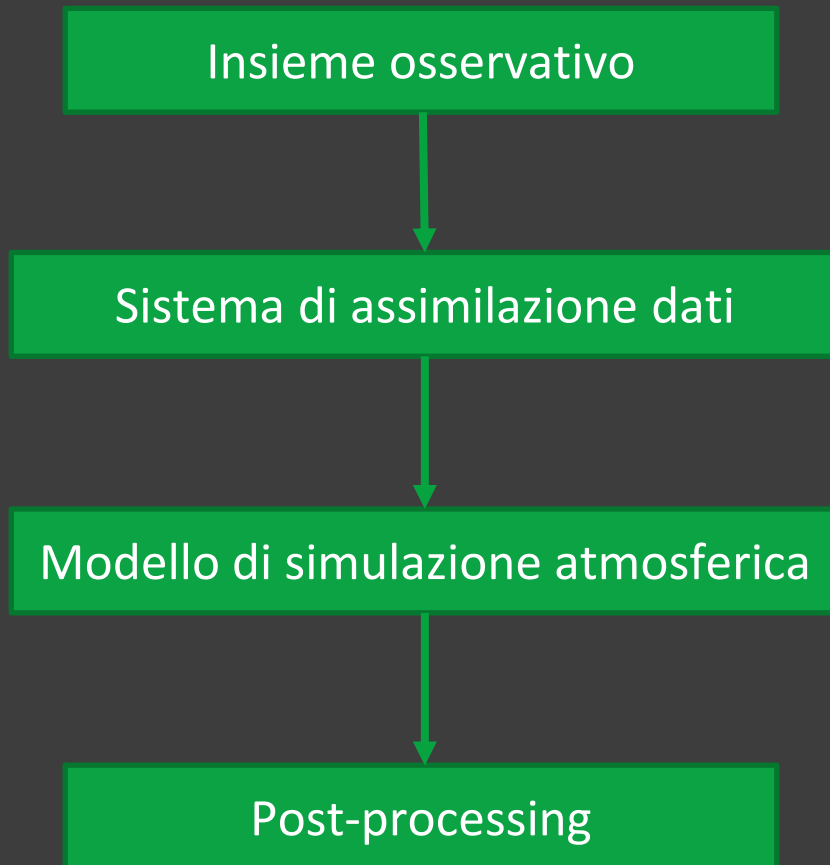 Insieme osservativo
Sistema di assimilazione dati
Modello di simulazione atmosferica
Post-processing